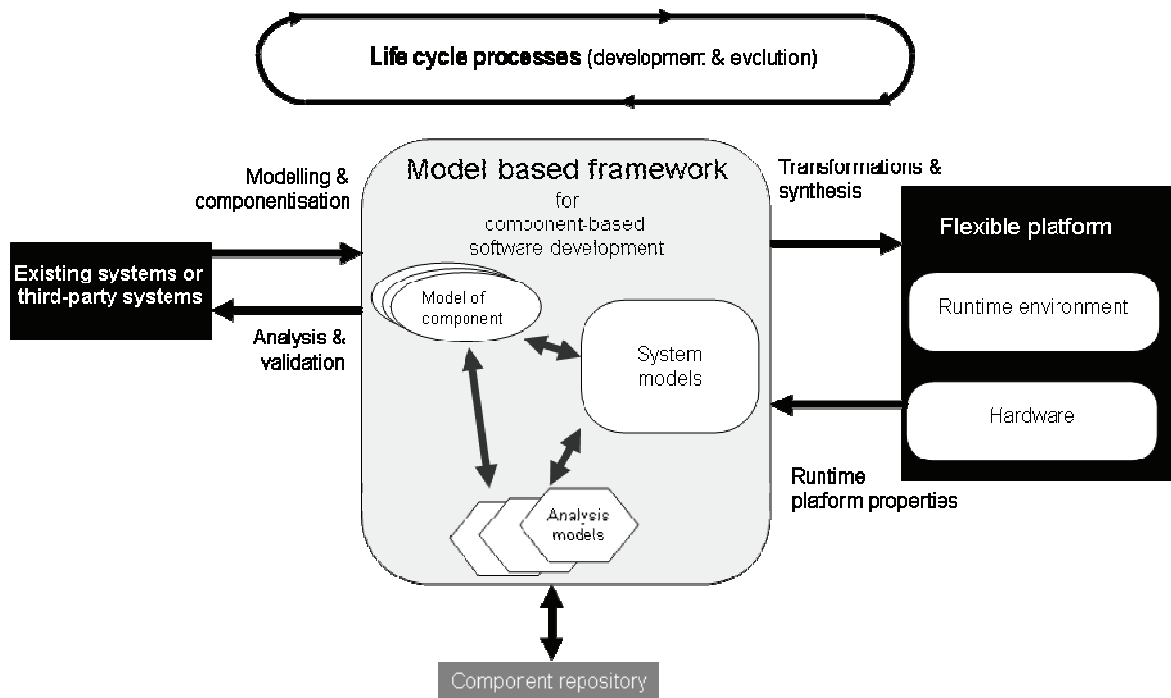 Life cycle processes (development & evolution)
Modelling &
componentisation
Model based framework
for
component-based
software development
Transformations &
synthesis
Existing systems or
third-party systems
Analysis &
validation
Model of
component
System
models
Analysis
models
Flexible platform
Runtime environment
Hardware
Runtime
platform properties
Component repository